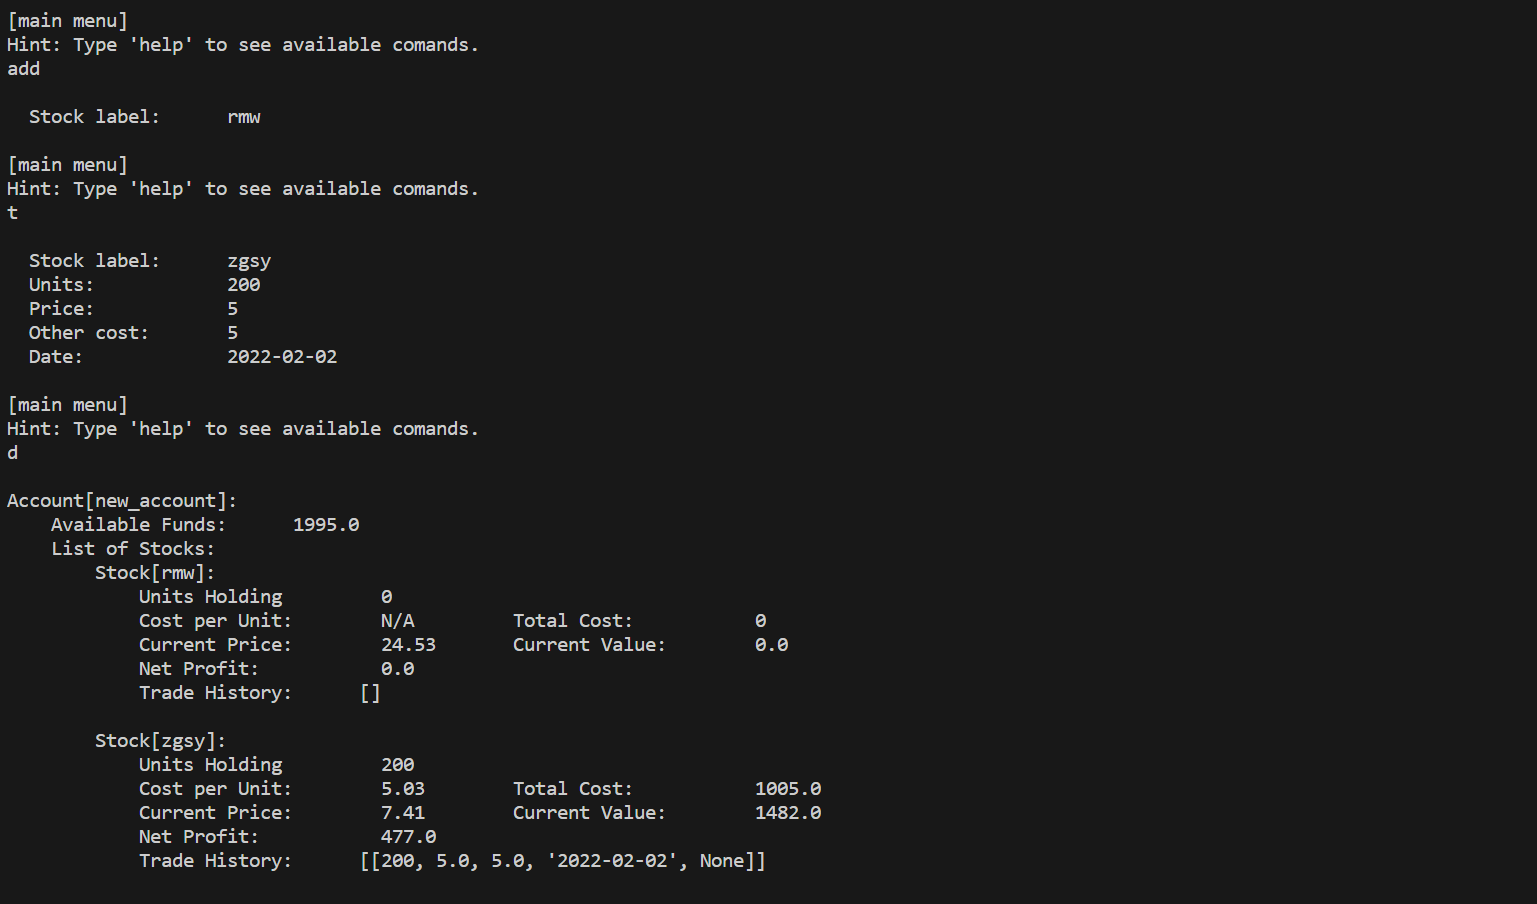 [main menu]
Hint: Type 'help' to see available comands.
add
Stock label: rmw
[main menu]
Hint: Type 'help' to see available comands.
t
Stock label: zgsy
Units: 200
Price: 5
Other cost: 5
Date: 2022-02-02
[main menu]
Hint: Type 'help' to see available comands.
d
Account[new_account]:
Available Funds: 1995.0
List of Stocks:
Stock[rmw]:
Units Holding 0
Cost per Unit: N/A Total Cost: 0
Current Price: 24.53 Current Value: 0.0
Net Profit: 0.0
Trade History: []
Stock[zgsy]:
Units Holding 200
Cost per Unit: 5.03 Total Cost: 1005.0
Current Price: 7.41 Current Value: 1482.0
Net Profit: 477.0
Trade History: [[200, 5.0, 5.0, '2022-02-02', None]]